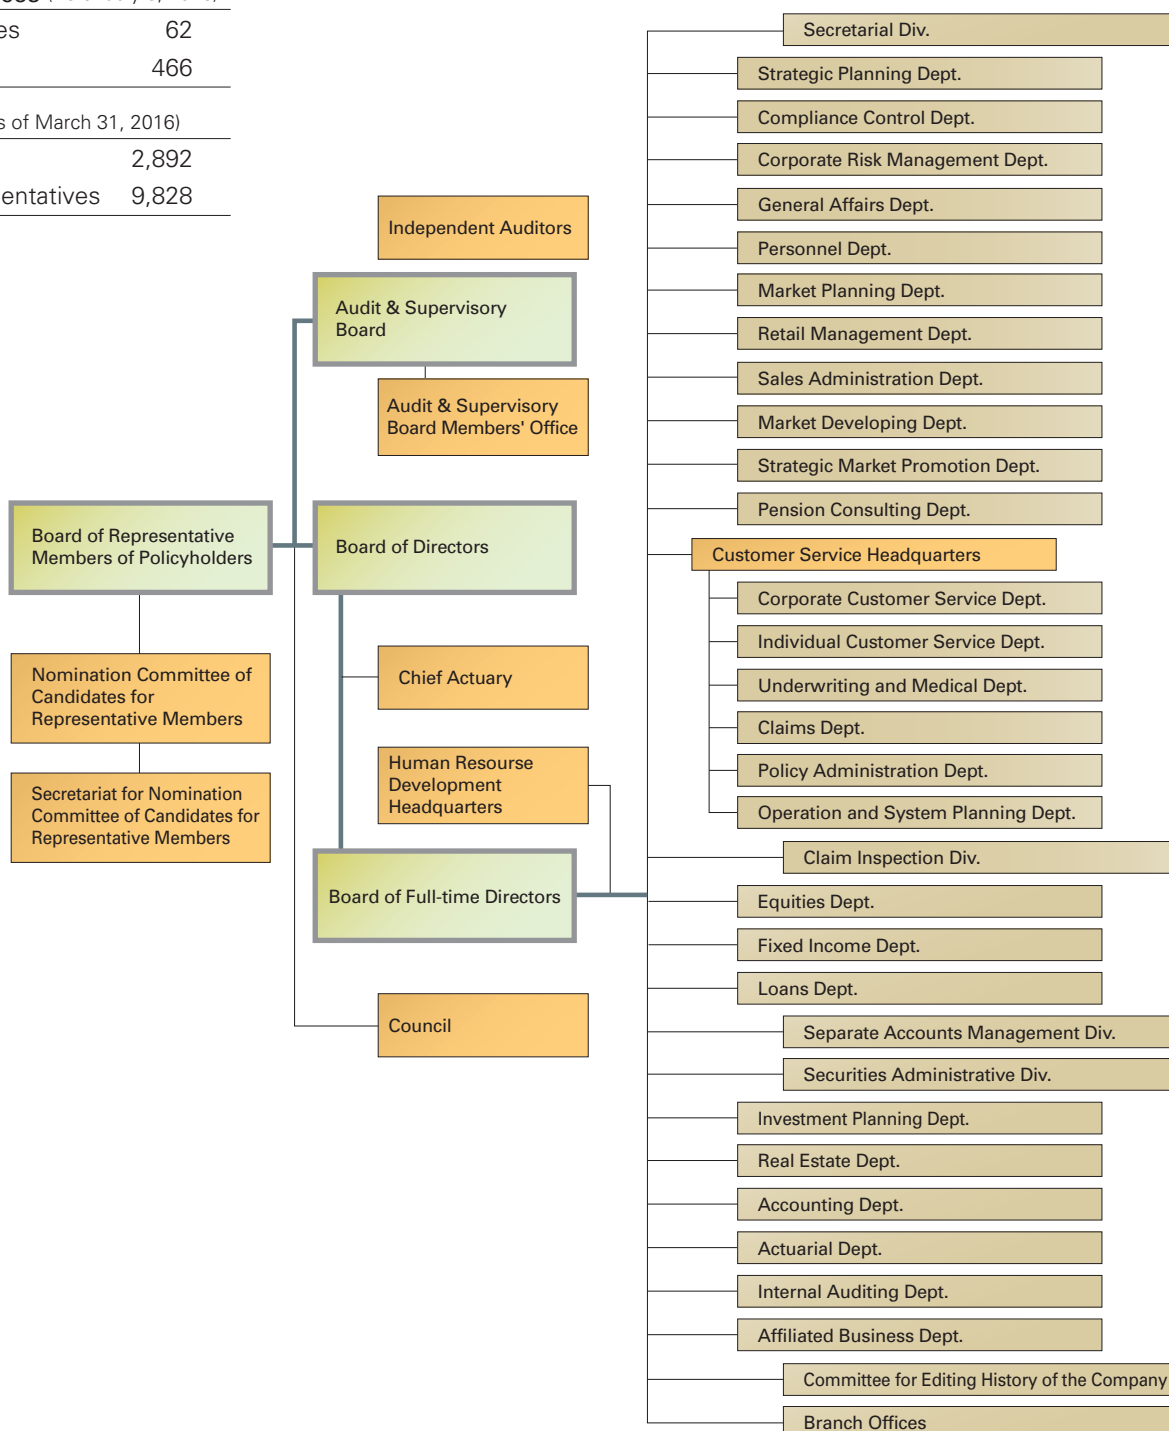 62
466
s of March 31, 2016)
2,892
9,828
Independent Auditors
Audit & Supervisory
Board
Audit & Supervisory
Board Members' Office
Board of Representative
Members of Policyholders
Board of Directors
Nomination Committee of
Candidates for
Representative Members
Secretariat for Nomination
Committee of Candidates for
Representative Members
Chief Actuary
Human Resourse
Development
Headquarters
Board of Full-time Directors
Council
Secretarial Div.
Strategic Planning Dept.
Compliance Control Dept.
Corporate Risk Management Dept.
General Affairs Dept.
Personnel Dept.
Market Planning Dept.
Retail Management Dept.
Sales Administration Dept.
Market Developing Dept.
Strategic Market Promotion Dept.
Pension Consulting Dept.
Customer Service Headquarters
Corporate Customer Service Dept.
Individual Customer Service Dept.
Underwriting and Medical Dept.
Claims Dept.
Policy Administration Dept.
Operation and System Planning Dept.
Claim Inspection Div.
Equities Dept.
Fixed Income Dept.
Loans Dept.
Separate Accounts Management Div.
Securities Administrative Div.
Investment Planning Dept.
Real Estate Dept.
Accounting Dept.
Actuarial Dept.
Internal Auditing Dept.
Affiliated Business Dept.
Committee for Editing History of the Company
Branch Offices